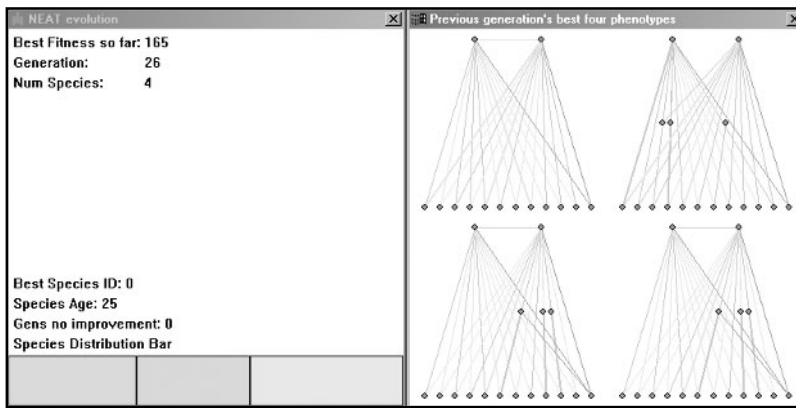 NEAT evolution
Best Fitness so far: 165
Generation: 26
Num Species: 4
Best Species ID: 0
Species Age: 25
Gens no improvement: 0
Species Distribution Bar
Previous generation's best four phenotypes